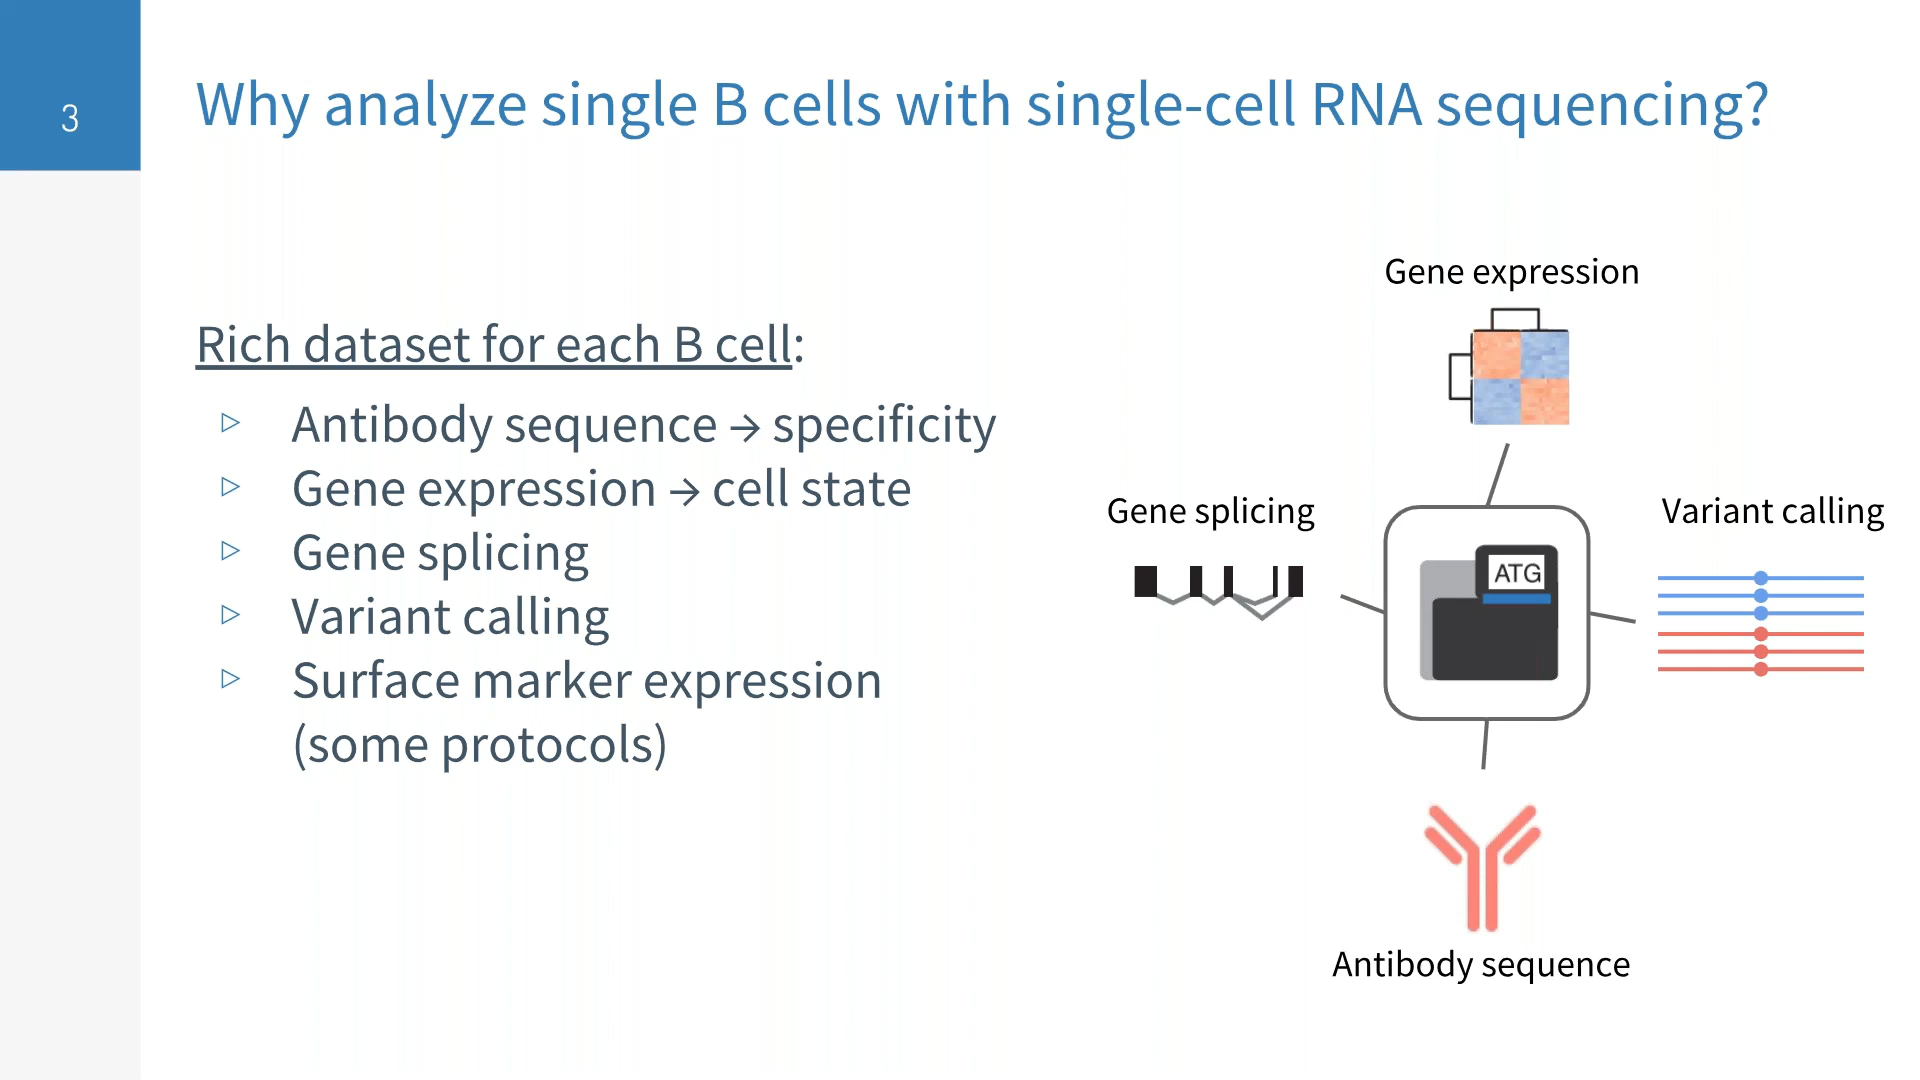 3
Why analyze single B cells with single-cell RNA sequencing?
Rich dataset for each B cell:
▷ Antibody sequence → specificity
▷ Gene expression → cell state
▷ Gene splicing
▷ Variant calling
▷ Surface marker expression
(some protocols)
Gene expression
Gene splicing
Variant calling
ATG
Antibody sequence